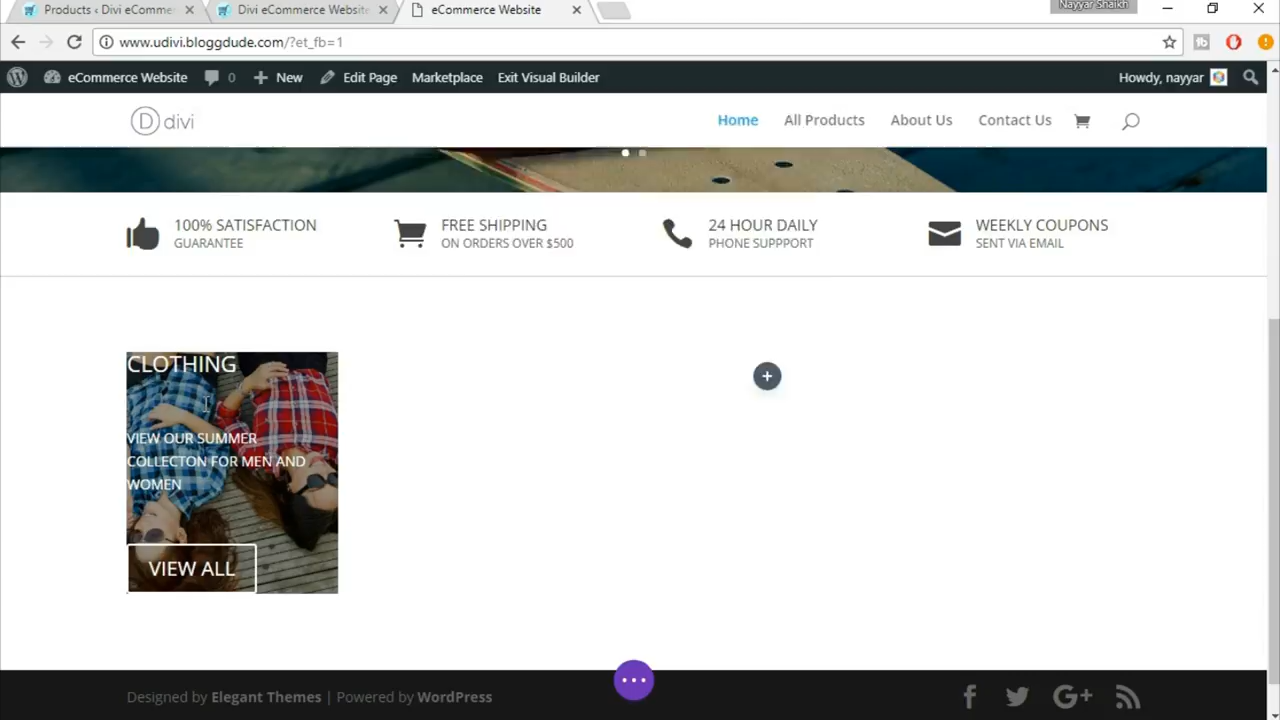 Nayyar Shaikh
Products ‹ Divi eComme
Divi eCommerce Website
eCommerce Website
www.udivi.bloggdude.com/?et_fb=1
eCommerce Website 0 New Edit Page Marketplace Exit Visual Builder Howdy, nayyar
D divi Home All Products About Us Contact Us
100% SATISFACTION
GUARANTEE
FREE SHIPPING
ON ORDERS OVER $500
24 HOUR DAILY
PHONE SUPPPORT
WEEKLY COUPONS
SENT VIA EMAIL
CLOTHING
VIEW OUR SUMMER
COLLECTON FOR MEN AND
WOMEN
VIEW ALL
Designed by Elegant Themes | Powered by WordPress